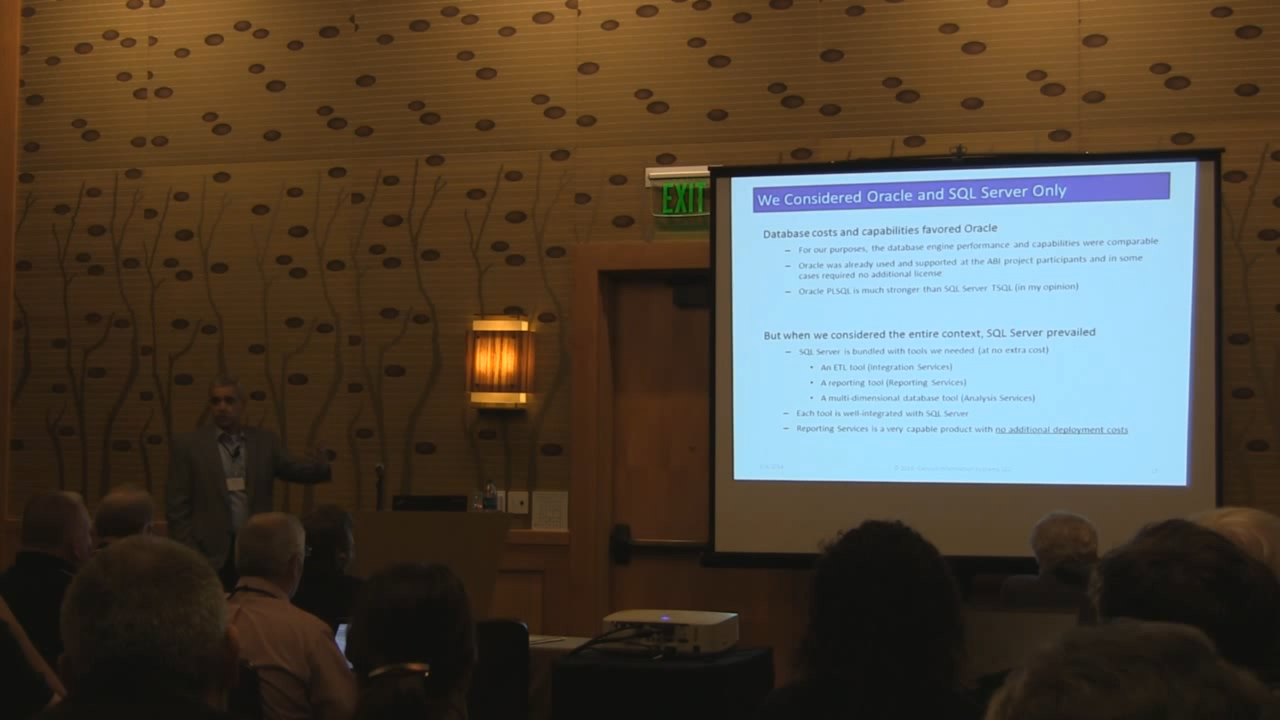 EXIT
We Considered Oracle and SQL Server Only
Database costs and capabilities favored Oracle
– For our purposes, the database engine performance and capabilities were comparable
– Oracle was already used and supported at the ABI project participants and in some
cases required no additional license
– Oracle PLSQL is much stronger than SQL Server TSQL (in my opinion)
But when we considered the entire context, SQL Server prevailed
– SQL Server is bundled with tools we needed (at no extra cost)
• An ETL tool (Integration Services)
• A reporting tool (Reporting Services)
• A multi-dimensional database tool (Analysis Services)
– Each tool is well-integrated with SQL Server
– Reporting Services is a very capable product with no additional deployment costs